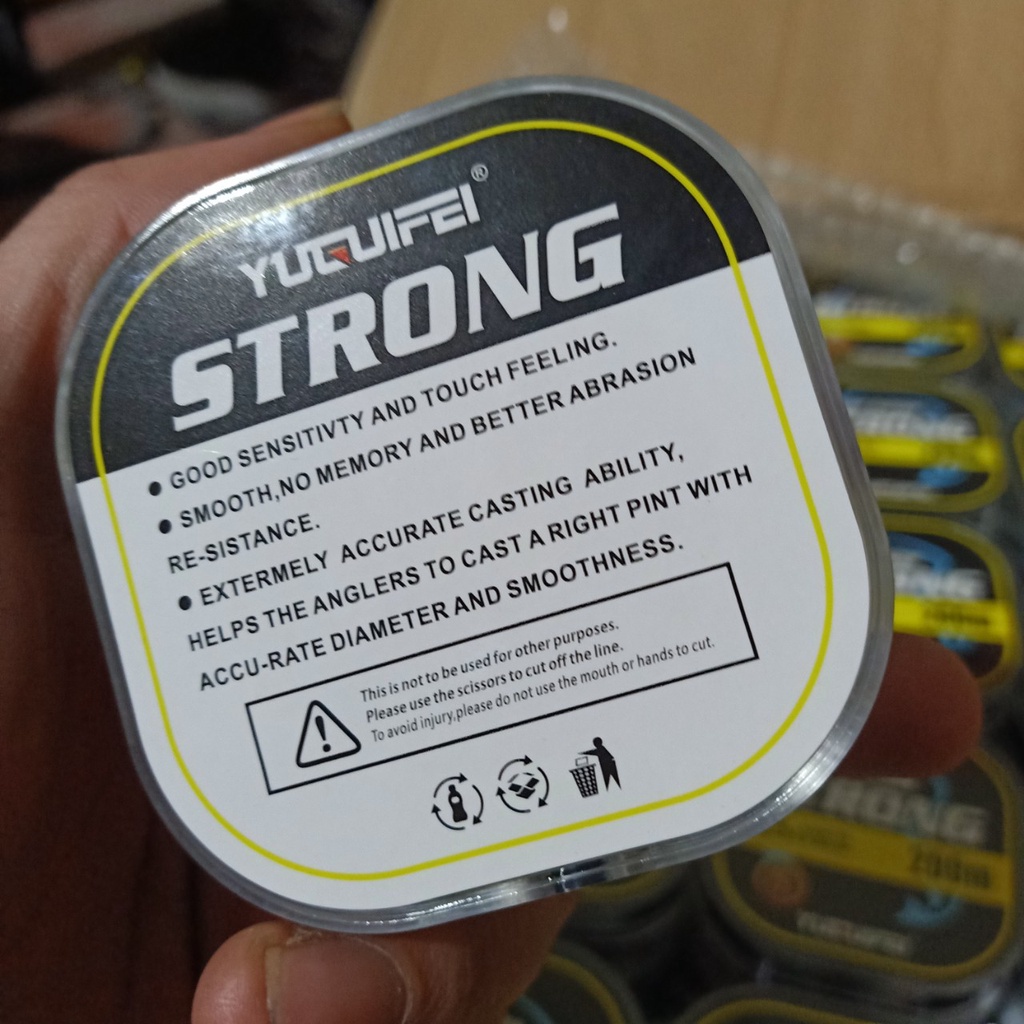 YUQUIFEI®
STRONG
● GOOD SENSITIVTY AND TOUCH FEELING.
● SMOOTH,NO MEMORY AND BETTER ABRASION
RE-SISTANCE.
● EXTERMELY ACCURATE CASTING ABILITY,
HELPS THE ANGLERS TO CAST A RIGHT PINT WITH
ACCU-RATE DIAMETER AND SMOOTHNESS.
This is not to be used for other purposes.
Please use the scissors to cut off the line.
To avoid injury,please do not use the mouth or hands to cut.
STRONG
200m